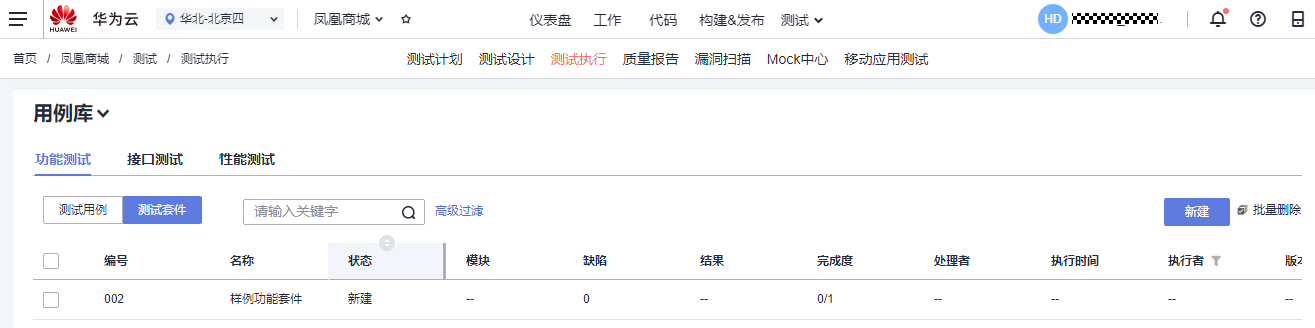 HUAWEI 华为云 华北-北京四 凤凰商城 仪表盘 工作 代码 构建&发布 测试 HD
首页 / 凤凰商城 / 测试 / 测试执行 测试计划 测试设计 测试执行 质量报告 漏洞扫描 Mock中心 移动应用测试
用例库
功能测试 接口测试 性能测试
测试用例 测试套件 请输入关键字 高级过滤 新建 批量删除
编号 名称 状态 模块 缺陷 结果 完成度 处理者 执行时间 执行者 版本
002 样例功能套件 新建 -- 0 -- 0/1 -- -- -- --